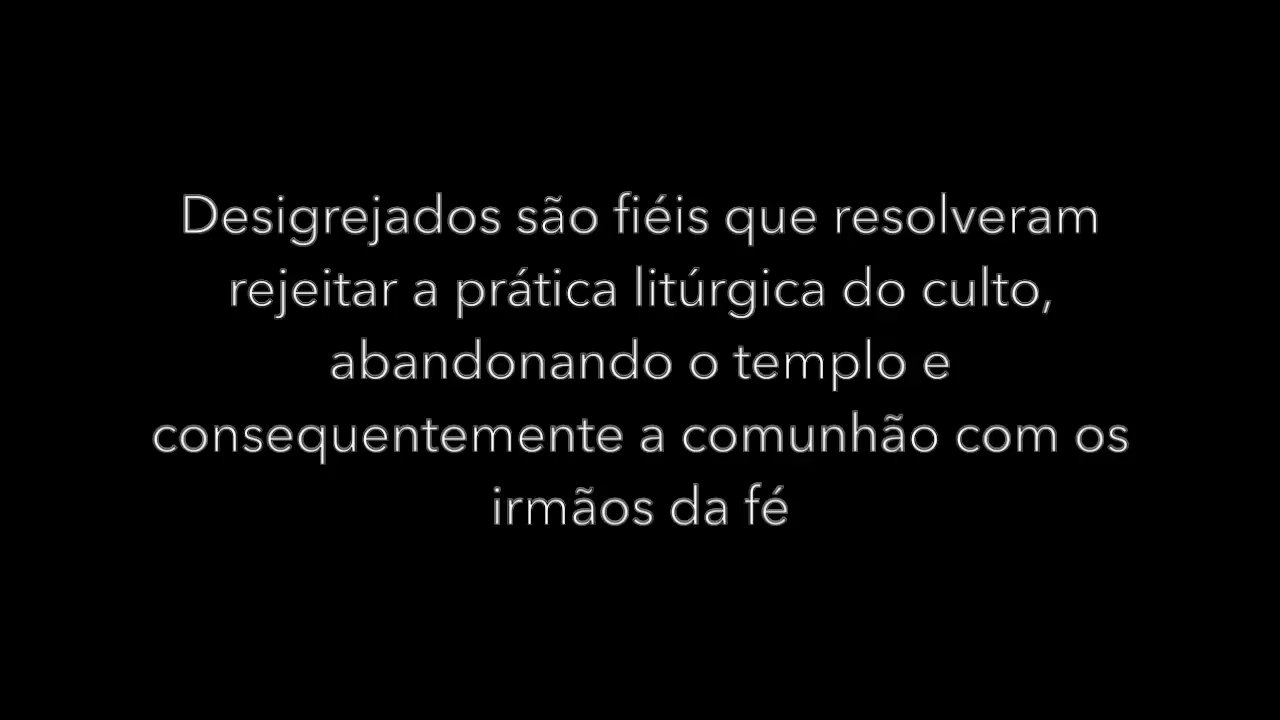 Desigrejados são fiéis que resolveram
rejeitar a prática litúrgica do culto,
abandonando o templo e
consequentemente a comunhão com os
irmãos da fé